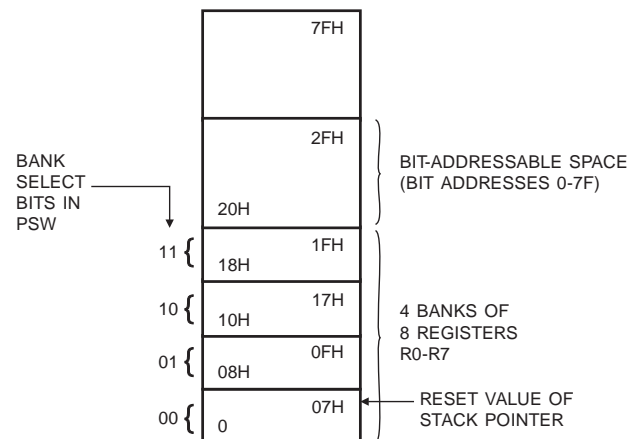 7FH
2FH
BANK
SELECT
BITS IN
PSW
BIT-ADDRESSABLE SPACE
(BIT ADDRESSES 0-7F)
20H
11 {
1FH
18H
10 {
17H
10H
4 BANKS OF
8 REGISTERS
R0-R7
01 {
0FH
08H
00 {
07H
0
RESET VALUE OF
STACK POINTER